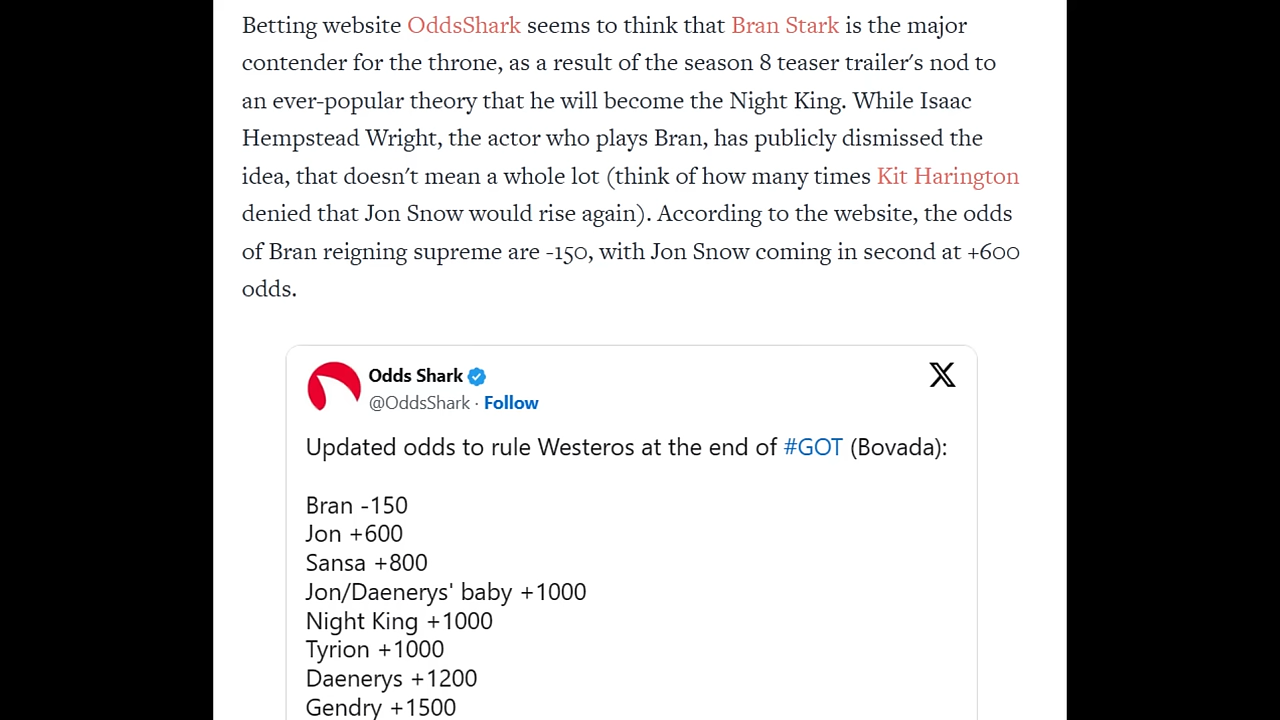 Betting website OddsShark seems to think that Bran Stark is the major
contender for the throne, as a result of the season 8 teaser trailer's nod to
an ever-popular theory that he will become the Night King. While Isaac
Hempstead Wright, the actor who plays Bran, has publicly dismissed the
idea, that doesn't mean a whole lot (think of how many times Kit Harington
denied that Jon Snow would rise again). According to the website, the odds
of Bran reigning supreme are -150, with Jon Snow coming in second at +600
odds.
Odds Shark
@OddsShark · Follow
Updated odds to rule Westeros at the end of #GOT (Bovada):
Bran -150
Jon +600
Sansa +800
Jon/Daenerys' baby +1000
Night King +1000
Tyrion +1000
Daenerys +1200
Gendry +1500